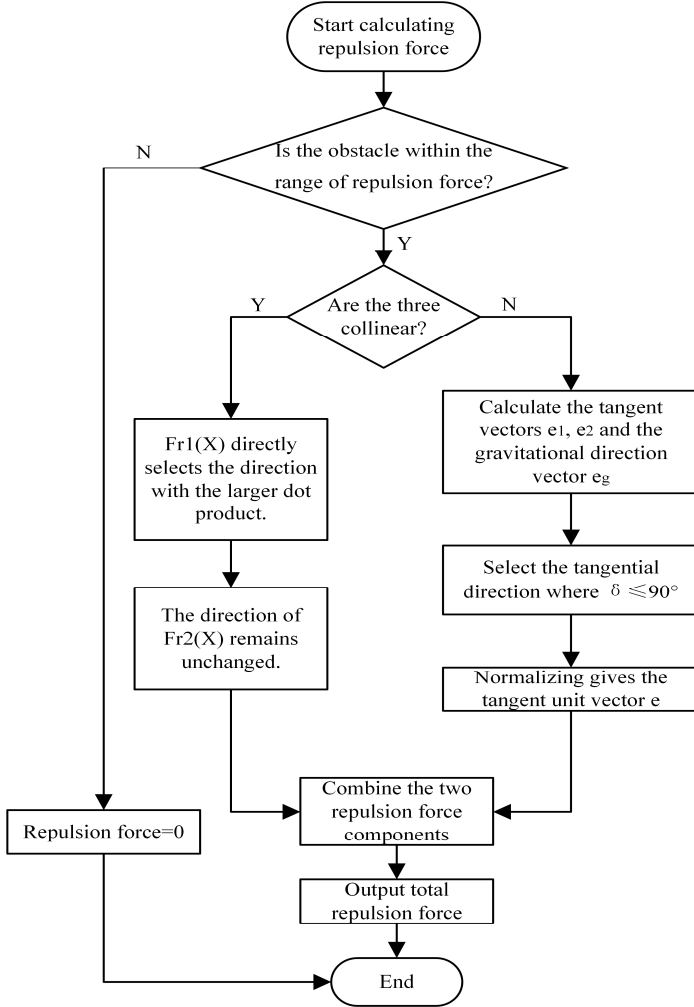 Start calculating
repulsion force
Is the obstacle within the
range of repulsion force?
N
Y
Are the three
collinear?
Y
N
Fr1(X) directly
selects the direction
with the larger dot
product.
The direction of
Fr2(X) remains
unchanged.
Calculate the tangent
vectors e1, e2 and the
gravitational direction
vector eg
Select the tangential
direction where δ ≤90°
Normalizing gives the
tangent unit vector e
Combine the two
repulsion force
components
Repulsion force=0
Output total
repulsion force
End